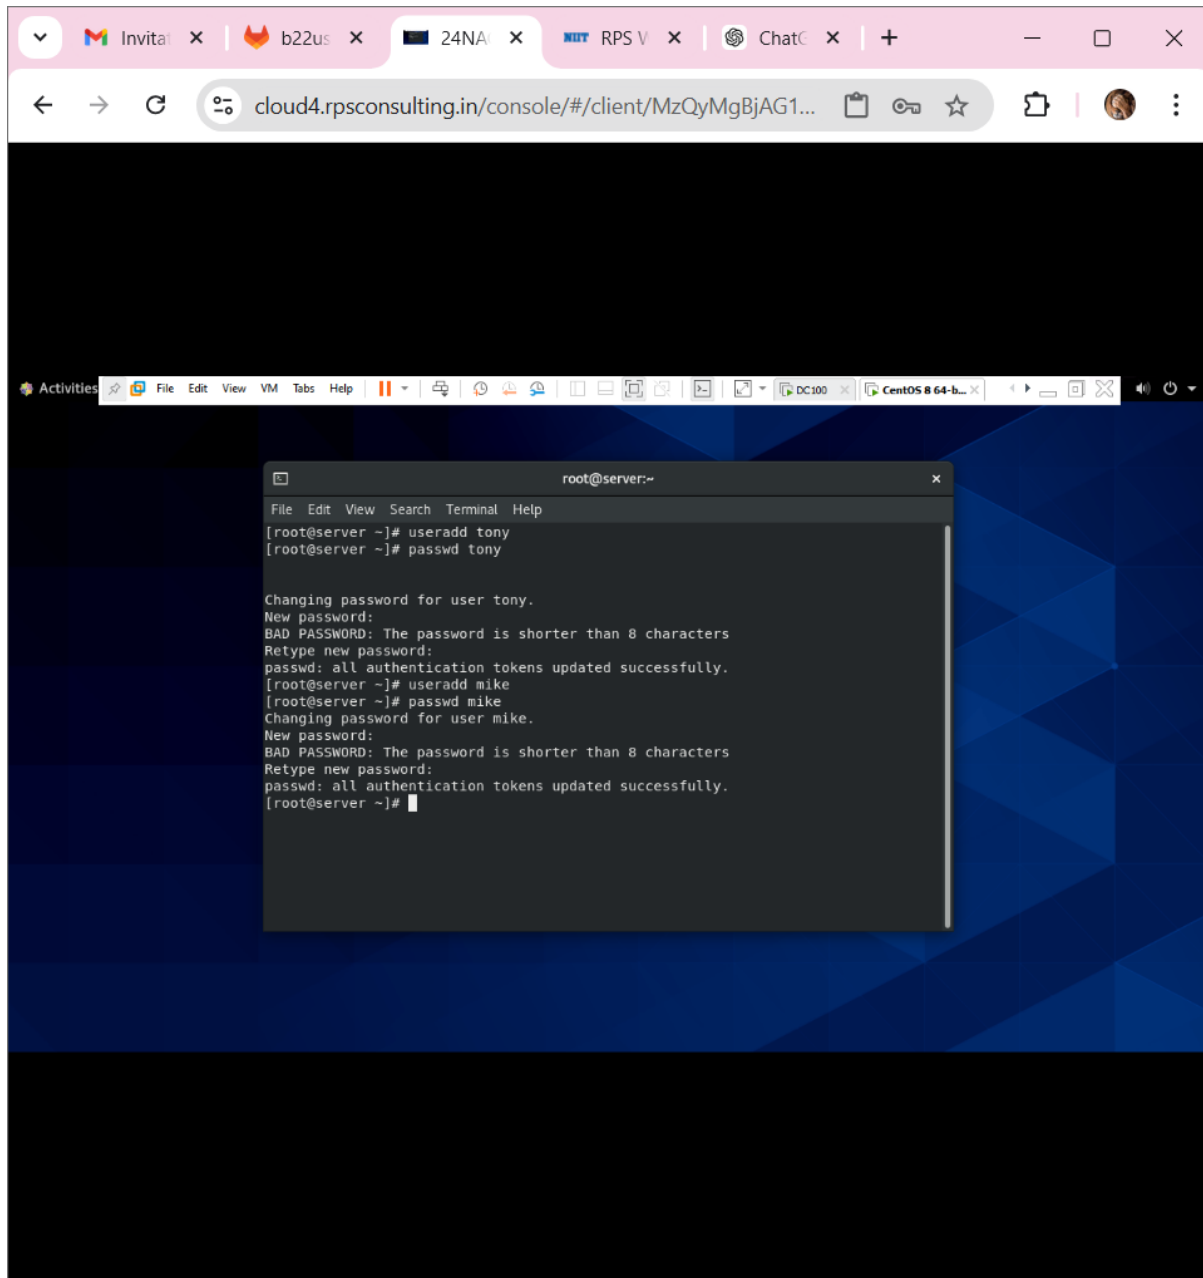 Invitat
b22us
24NA
NIIT RPS V
ChatG
cloud4.rpsconsulting.in/console/#/client/MzQyMgBjAG1...
Activities File Edit View VM Tabs Help DC100 CentOS 8 64-b...
root@server:~
File Edit View Search Terminal Help
[root@server ~]# useradd tony
[root@server ~]# passwd tony
Changing password for user tony.
New password:
BAD PASSWORD: The password is shorter than 8 characters
Retype new password:
passwd: all authentication tokens updated successfully.
[root@server ~]# useradd mike
[root@server ~]# passwd mike
Changing password for user mike.
New password:
BAD PASSWORD: The password is shorter than 8 characters
Retype new password:
passwd: all authentication tokens updated successfully.
[root@server ~]#